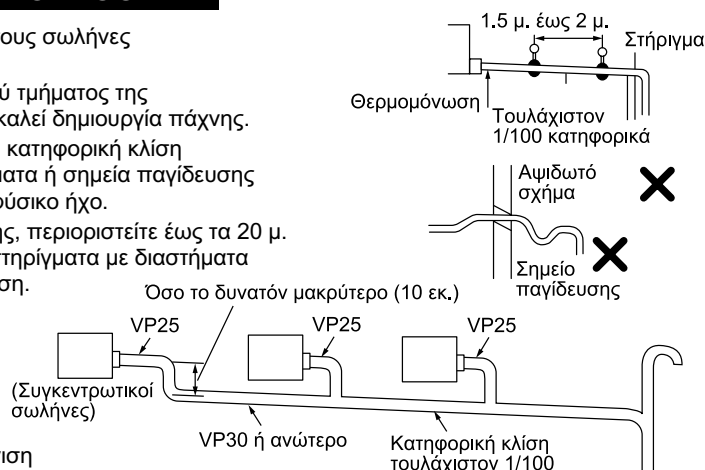 ους σωλήνες
τμήματος της
καλεί δημιουργία πάχνης.
κατηφορική κλίση
ματα ή σημεία παγίδευσης
φύσικο ήχο.
ης, περιοριστείτε έως τα 20 μ.
στηρίγματα με διαστήματα
ση.
1.5 μ. έως 2 μ.
Στήριγμα
Θερμομόνωση
Τουλάχιστον
1/100 κατηφορικά
Αψιδωτό
σχήμα
Σημείο
παγίδευσης
Όσο το δυνατόν μακρύτερο (10 εκ.)
VP25
VP25
VP25
(Συγκεντρωτικοί
σωλήνες)
VP30 ή ανώτερο
Κατηφορική κλίση
τουλάχιστον 1/100
ιση